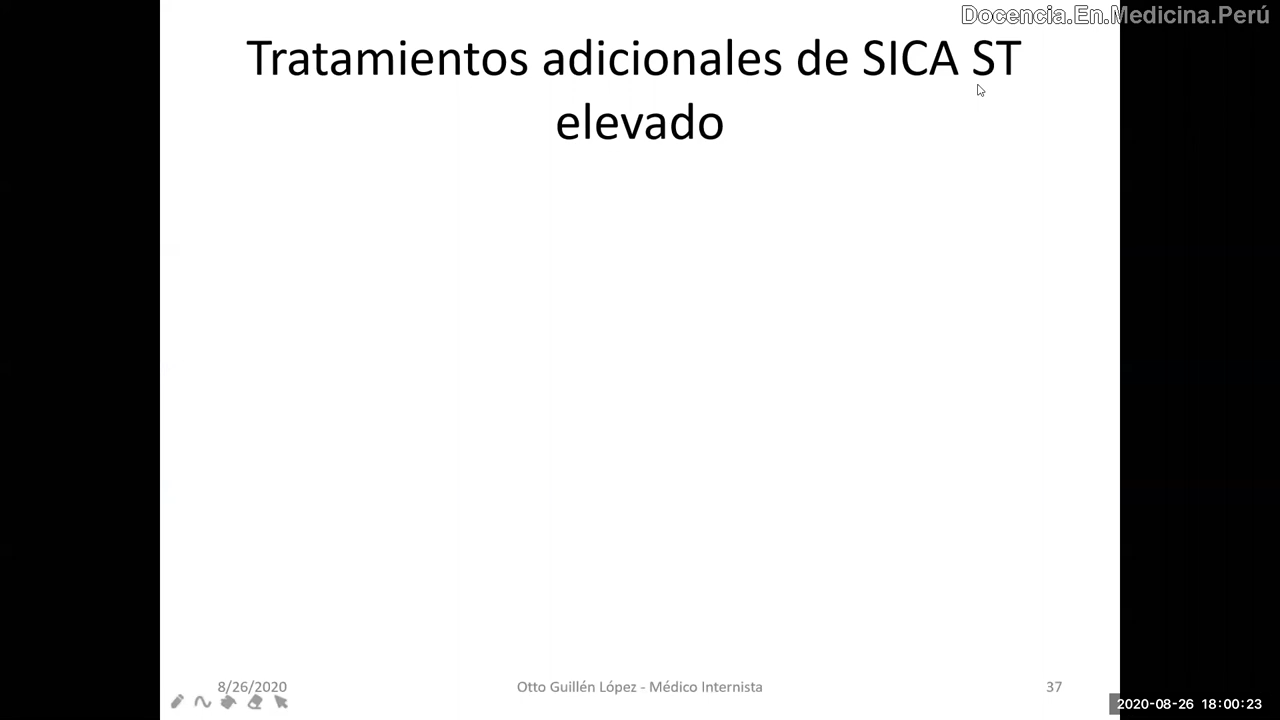 Docencia.En.Medicina.Perú
Tratamientos adicionales de SICA ST
elevado
8/26/2020
Otto Guillén López - Médico Internista
37
2020-08-26 18:00:23